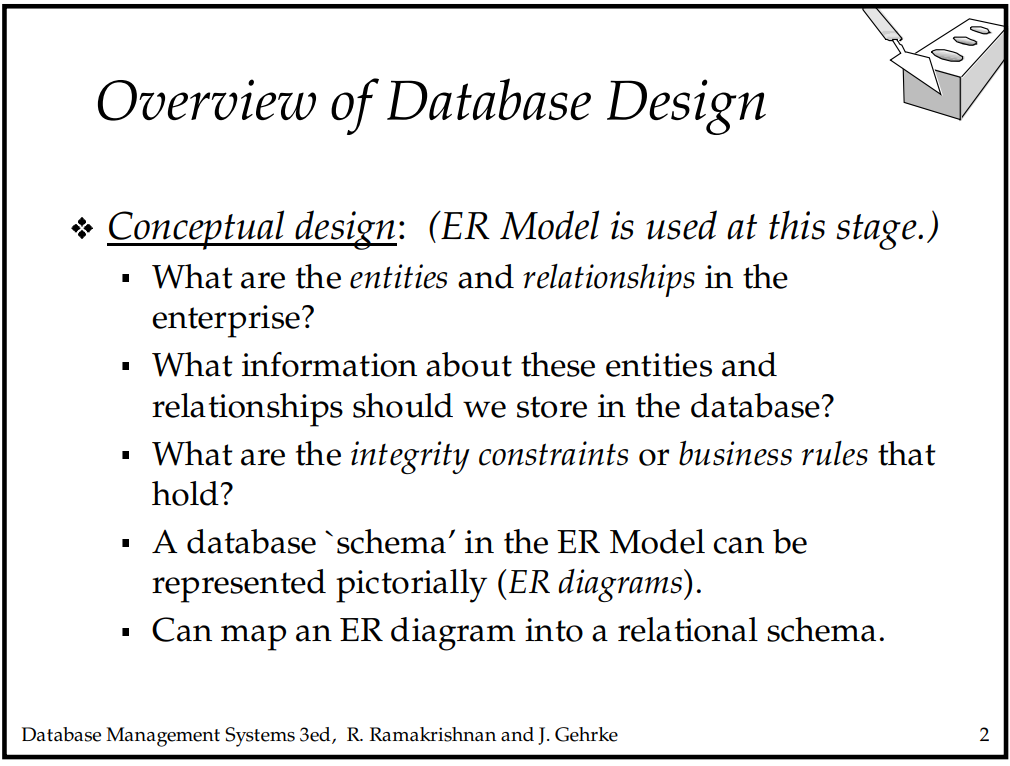 Overview of Database Design
❖ Conceptual design: (ER Model is used at this stage.)
▪ What are the entities and relationships in the
enterprise?
▪ What information about these entities and
relationships should we store in the database?
▪ What are the integrity constraints or business rules that
hold?
▪ A database `schema’ in the ER Model can be
represented pictorially (ER diagrams).
▪ Can map an ER diagram into a relational schema.
Database Management Systems 3ed, R. Ramakrishnan and J. Gehrke
2